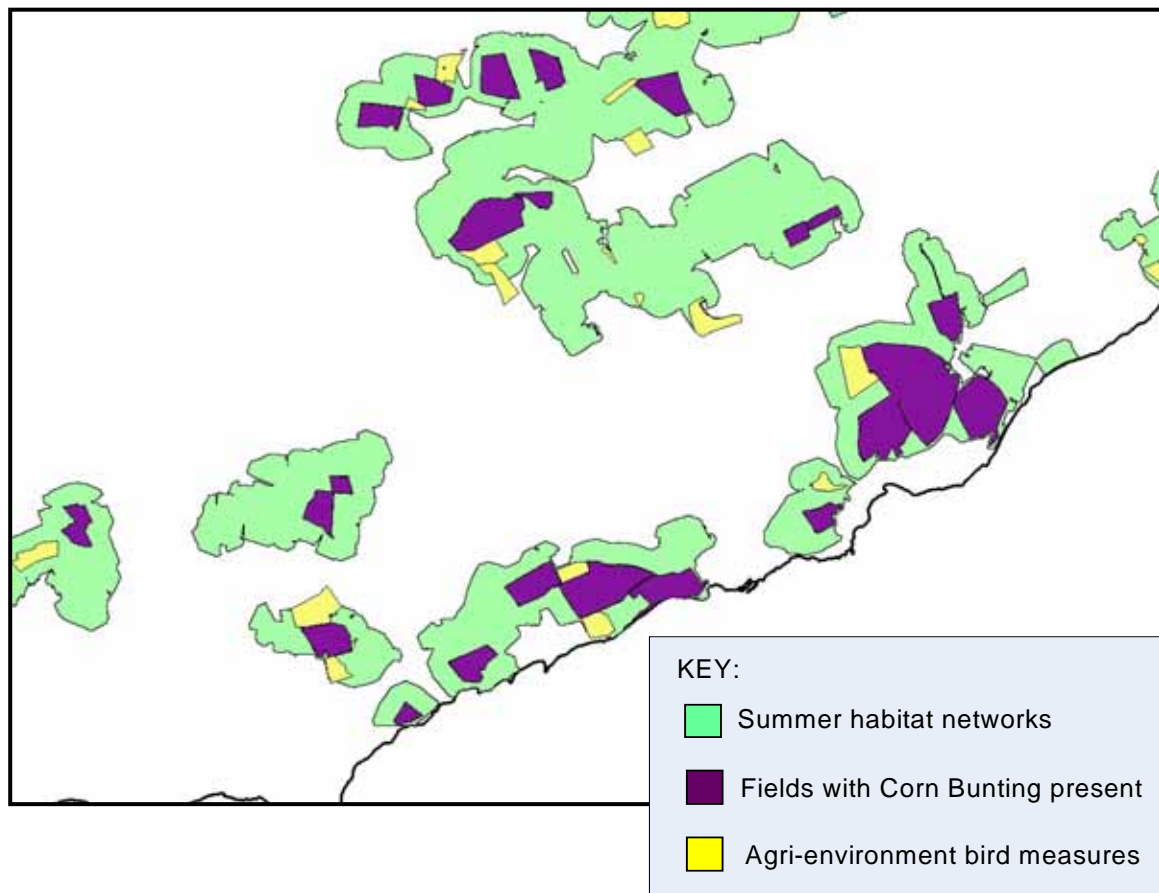 KEY:
Summer habitat networks
Fields with Corn Bunting present
Agri-environment bird measures